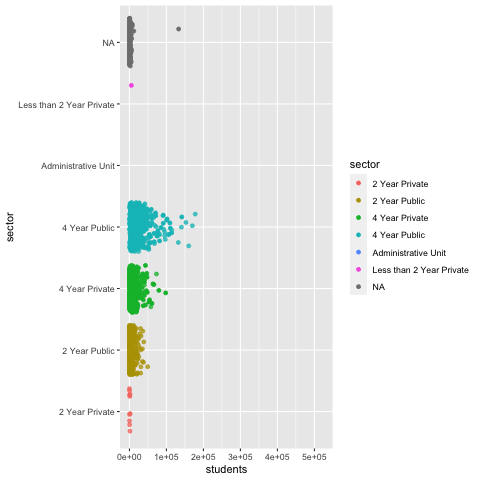 NA
Less than 2 Year Private
Administrative Unit
4 Year Public
4 Year Private
2 Year Public
2 Year Private
sector
0e+00 1e+05 2e+05 3e+05 4e+05 5e+05
students
sector
2 Year Private
2 Year Public
4 Year Private
4 Year Public
Administrative Unit
Less than 2 Year Private
NA